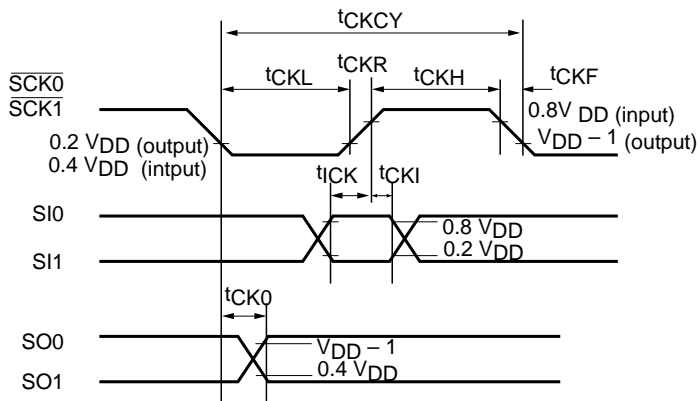 tCKCY
tCKR
tCKL
tCKH
tCKF
SCK0
SCK1
0.8V DD (input)
VDD – 1 (output)
0.2 VDD (output)
0.4 VDD (intput)
tICK
tCKI
SI0
0.8 VDD
0.2 VDD
SI1
tCK0
SO0
VDD – 1
0.4 VDD
SO1